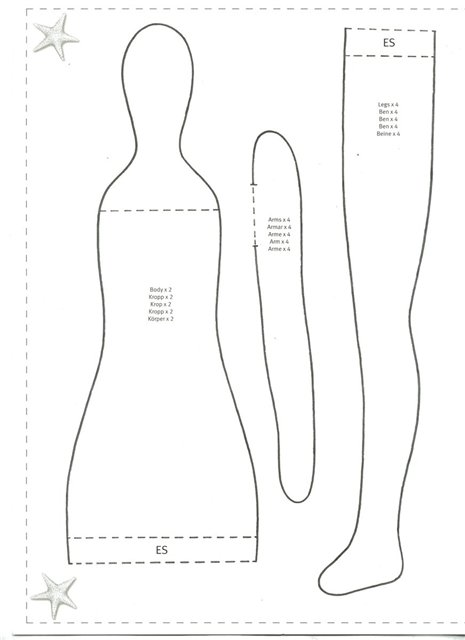 ES
Legs x 4
Ben x 4
Ben x 4
Ben x 4
Beine x 4
Arms x 4
Armar x 4
Arme x 4
Arm x 4
Arme x 4
Body x 2
Kropp x 2
Krop x 2
Kropp x 2
Körper x 2
ES